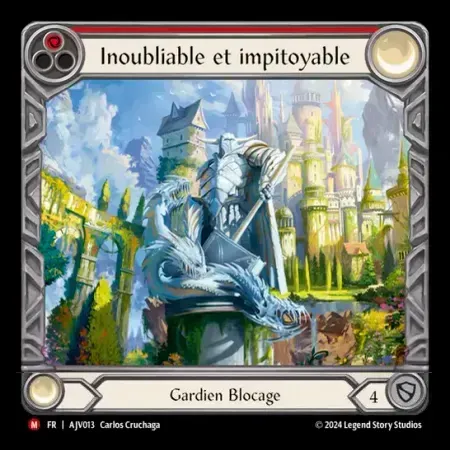 Inoubliable et impitoyable
Gardien Blocage
4
M FR | AJV013 Carlos Cruchaga
© 2024 Legend Story Studios